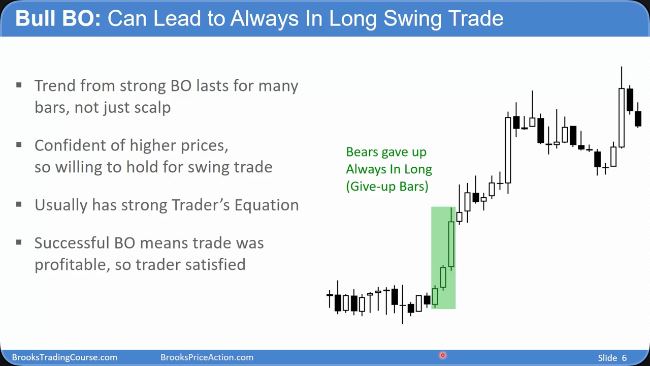 Bull BO: Can Lead to Always In Long Swing Trade
▪ Trend from strong BO lasts for many
bars, not just scalp
▪ Confident of higher prices,
so willing to hold for swing trade
▪ Usually has strong Trader's Equation
▪ Successful BO means trade was
profitable, so trader satisfied
Bears gave up
Always In Long
(Give-up Bars)
BrooksTradingCourse.com
BrooksPriceAction.com
Slide 6